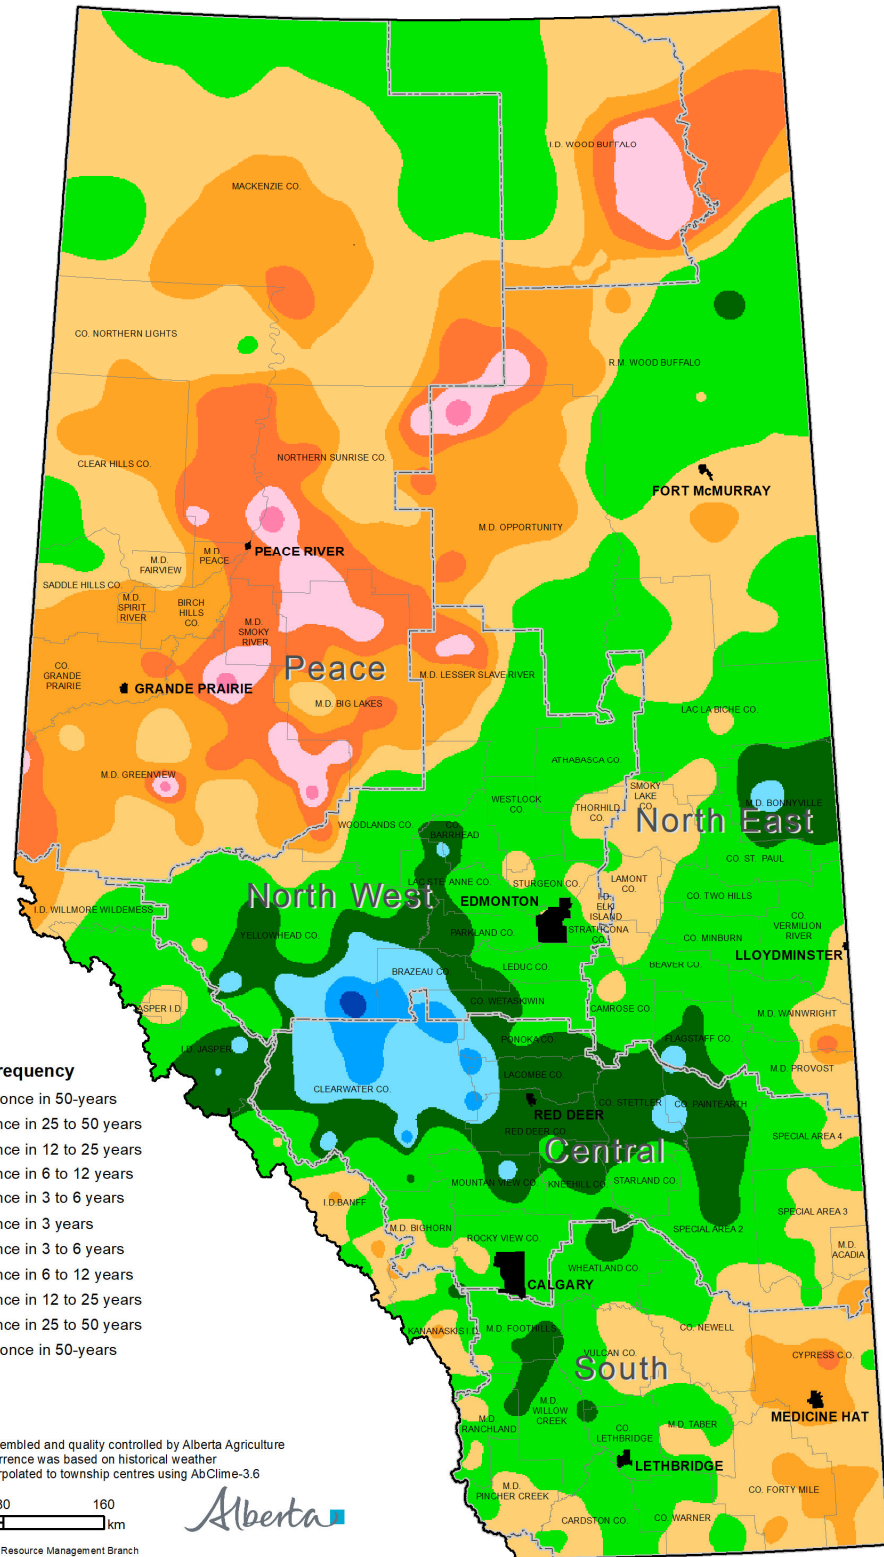 I.D. WOOD BUFFALO
MACKENZIE CO.
CO. NORTHERN LIGHTS
R.M. WOOD BUFFALO
NORTHERN SUNRISE CO.
CLEAR HILLS CO.
FORT McMURRAY
M.D. OPPORTUNITY
PEACE RIVER
M.D.
PEACE
M.D.
FAIRVIEW
SADDLE HILLS CO.
M.D.
SPIRIT
RIVER
BIRCH
HILLS
CO.
M.D.
SMOKY
RIVER
Peace
CO.
GRANDE
PRAIRIE
GRANDE PRAIRIE
M.D. LESSER SLAVE RIVER
M.D. BIG LAKES
LAC LA BICHE CO.
ATHABASCA CO.
M.D. GREENVIEW
SMOKY
LAKE
CO.
WESTLOCK
CO.
THORHILD
CO.
M.D. BONNYVILLE
North East
WOODLANDS CO.
CO.
BARRHEAD
CO. ST. PAUL
LAC STE. ANNE CO.
STURGEON CO.
LAMONT
CO.
North West
EDMONTON
I.D.
ELK
ISLAND
CO. TWO HILLS
I.D. WILLMORE WILDERNESS
CO.
VERMILION
RIVER
YELLOWHEAD CO.
PARKLAND CO.
STRATHCONA
CO.
CO. MINBURN
LLOYDMINSTER
LEDUC CO.
BEAVER CO.
BRAZEAU CO.
CO. WETASKIWIN
CAMROSE CO.
M.D. WAINWRIGHT
JASPER I.D.
I.D. JASPER
PONOKA CO.
FLAGSTAFF CO.
M.D. PROVOST
LACOMBE CO.
CLEARWATER CO.
RED DEER
CO. STETTLER
CO. PAINTEARTH
RED DEER CO.
SPECIAL AREA 4
Central
MOUNTAIN VIEW CO.
KNEEHILL CO.
STARLAND CO.
I.D BANFF
SPECIAL AREA 3
M.D. BIGHORN
SPECIAL AREA 2
ROCKY VIEW CO.
M.D.
ACADIA
WHEATLAND CO.
CALGARY
KANANASKIS I.D.
M.D. FOOTHILLS
CO. NEWELL
VULCAN CO.
CYPRESS C.O.
South
M.D.
WILLOW
CREEK
MEDICINE HAT
M.D.
RANCHLAND
CO.
LETHBRIDGE
M.D. TABER
LETHBRIDGE
M.D.
PINCHER CREEK
CO. FORTY MILE
CARDSTON CO.
CO. WARNER
requency
once in 50-years
nce in 25 to 50 years
nce in 12 to 25 years
nce in 6 to 12 years
nce in 3 to 6 years
nce in 3 years
nce in 3 to 6 years
nce in 6 to 12 years
nce in 12 to 25 years
nce in 25 to 50 years
once in 50-years
embled and quality controlled by Alberta Agriculture
rrence was based on historical weather
rpolated to township centres using AbClime-3.6
80 160
km
Alberta
Resource Management Branch